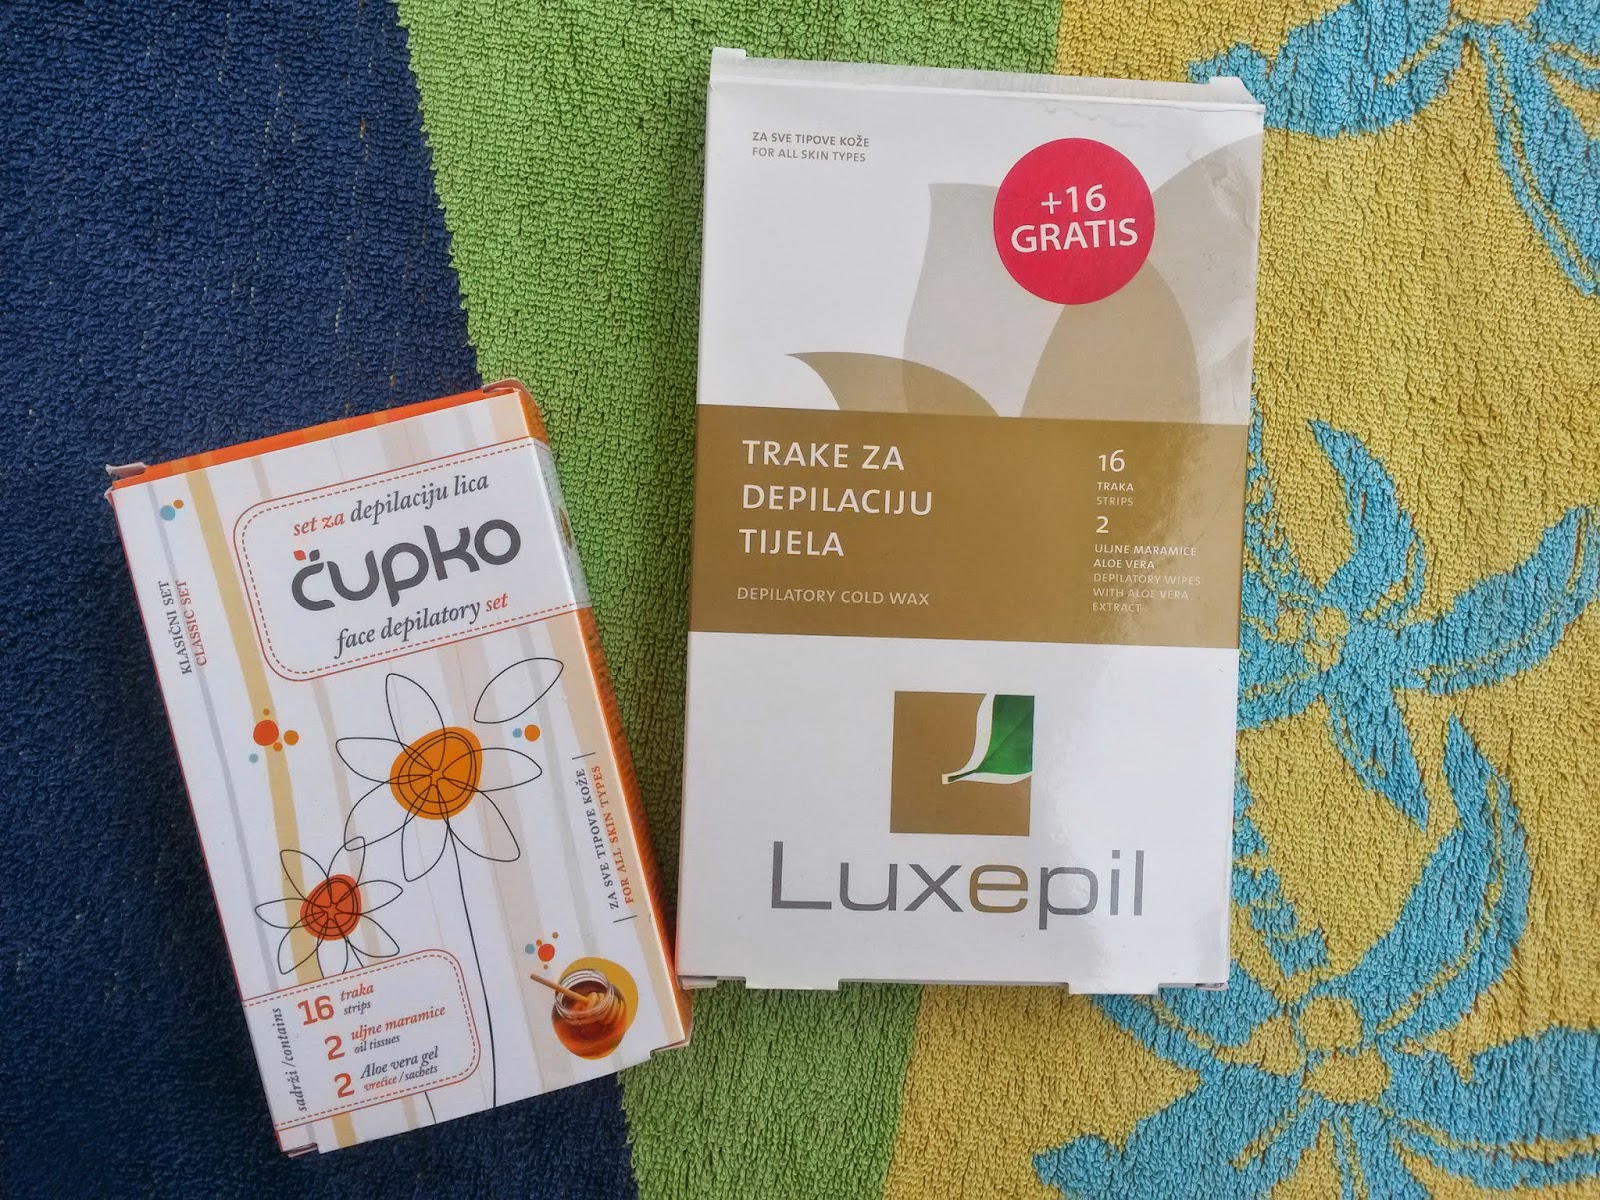 set za depilaciju lica
čupko
face depilatory set
KLASIČNI SET
CLASSIC SET
ZA SVE TIPOVE KOŽE
FOR ALL SKIN TYPES
sadrži/contains
16 traka
strips
2 uljne maramice
oil tissues
2 Aloe vera gel
vrećice/sachets
ZA SVE TIPOVE KOŽE
FOR ALL SKIN TYPES
+16
GRATIS
TRAKE ZA
DEPILACIJU
TIJELA
DEPILATORY COLD WAX
16
TRAKA
STRIPS
2
ULJNE MARAMICE
ALOE VERA
DEPILATORY WIPES
WITH ALOE VERA
EXTRACT
Luxepil